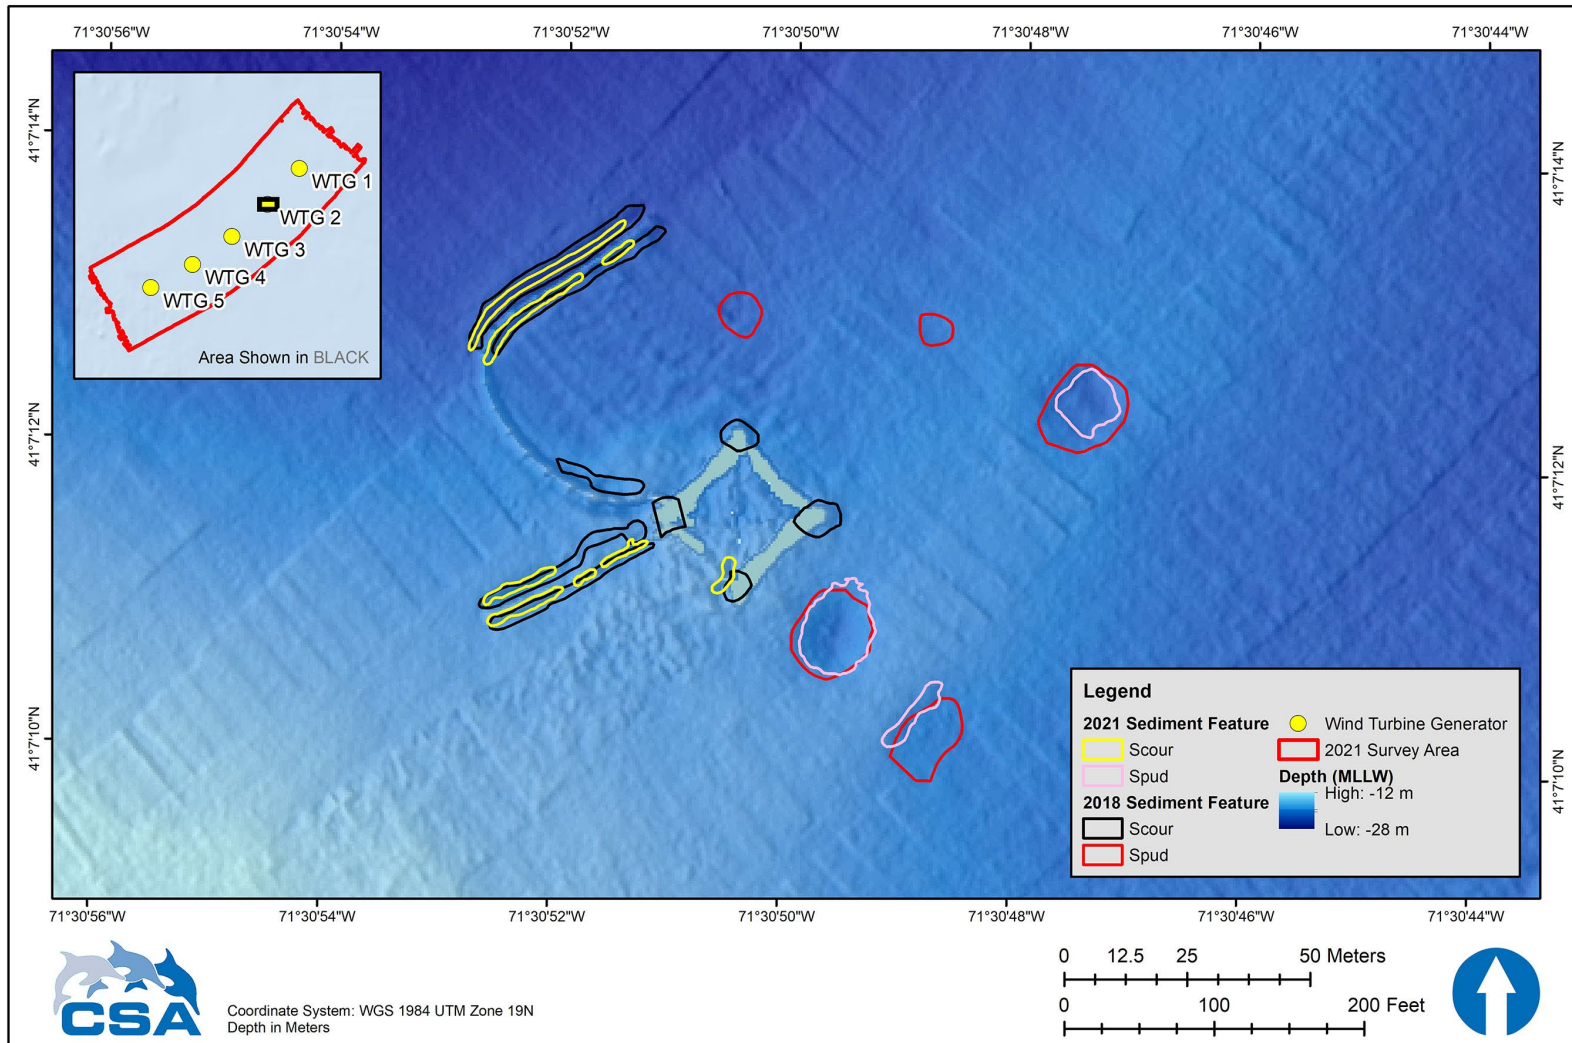 71°30'56"W 71°30'54"W 71°30'52"W 71°30'50"W 71°30'48"W 71°30'46"W 71°30'44"W
41°7'14"N
41°7'12"N
41°7'10"N
WTG 1
WTG 2
WTG 3
WTG 4
WTG 5
Area Shown in BLACK
41°7'14"N
41°7'12"N
41°7'10"N
Legend
2021 Sediment Feature
Scour
Spud
2018 Sediment Feature
Scour
Spud
Wind Turbine Generator
2021 Survey Area
Depth (MLLW)
High: -12 m
Low: -28 m
71°30'56"W 71°30'54"W 71°30'52"W 71°30'50"W 71°30'48"W 71°30'46"W 71°30'44"W
CSA
Coordinate System: WGS 1984 UTM Zone 19N
Depth in Meters
0 12.5 25 50 Meters
0 100 200 Feet